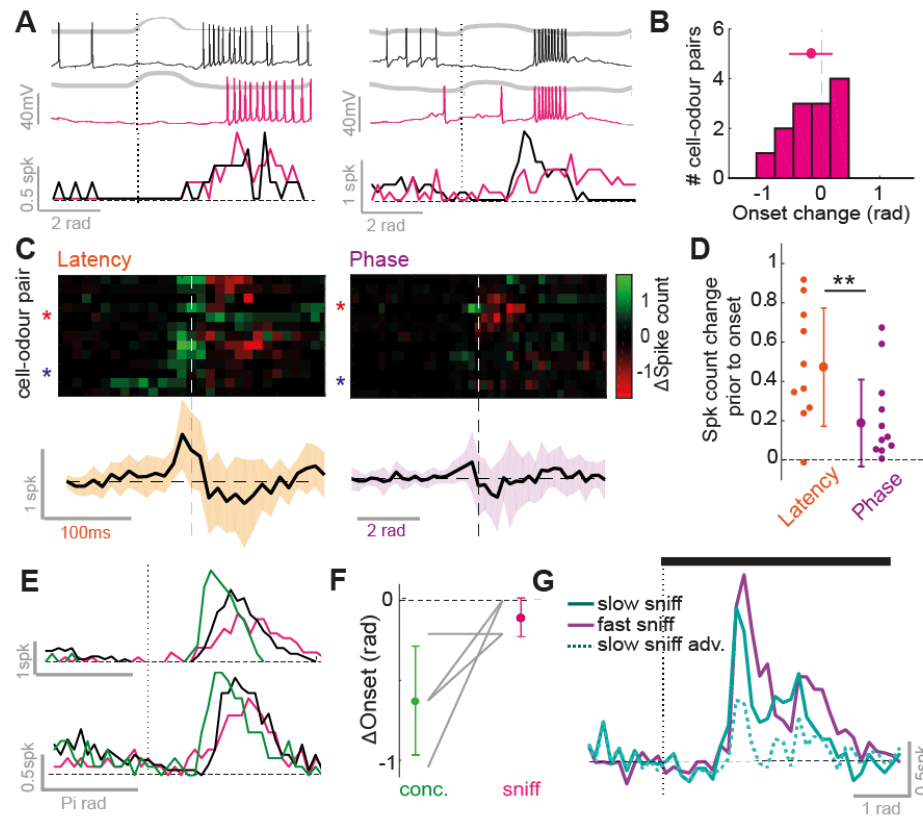 A
40mV
0.5 spk
2 rad
40mV
1 spk
2 rad
B
# cell-odour pairs
6
4
2
0
-1
0
1
Onset change (rad)
C
Latency
Phase
cell-odour pair
*
*
*
*
1
0
-1
ΔSpike count
1 spk
100ms
2 rad
D
Spk count change
prior to onset
1
0.8
0.6
0.4
0.2
0
**
Latency
Phase
E
1spk
0.5spk
Pi rad
F
ΔOnset (rad)
0
-1
conc.
sniff
G
slow sniff
fast sniff
slow sniff adv.
0.5spk
1 rad